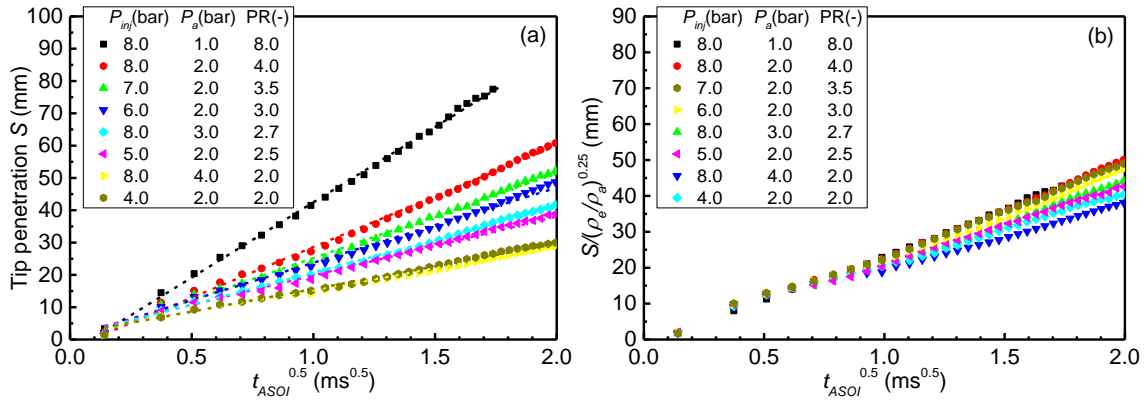 P_inj(bar) P_a(bar) PR(-)
8.0 1.0 8.0
8.0 2.0 4.0
7.0 2.0 3.5
6.0 2.0 3.0
8.0 3.0 2.7
5.0 2.0 2.5
8.0 4.0 2.0
4.0 2.0 2.0
(a)
Tip penetration S (mm)
100
90
80
70
60
50
40
30
20
10
0
0.0 0.5 1.0 1.5 2.0
t_ASOI^0.5 (ms^0.5)
P_inj(bar) P_a(bar) PR(-)
8.0 1.0 8.0
8.0 2.0 4.0
7.0 2.0 3.5
6.0 2.0 3.0
8.0 3.0 2.7
5.0 2.0 2.5
8.0 4.0 2.0
4.0 2.0 2.0
(b)
S/(ρ_e/ρ_a)^0.25 (mm)
90
80
70
60
50
40
30
20
10
0
0.0 0.5 1.0 1.5 2.0
t_ASOI^0.5 (ms^0.5)